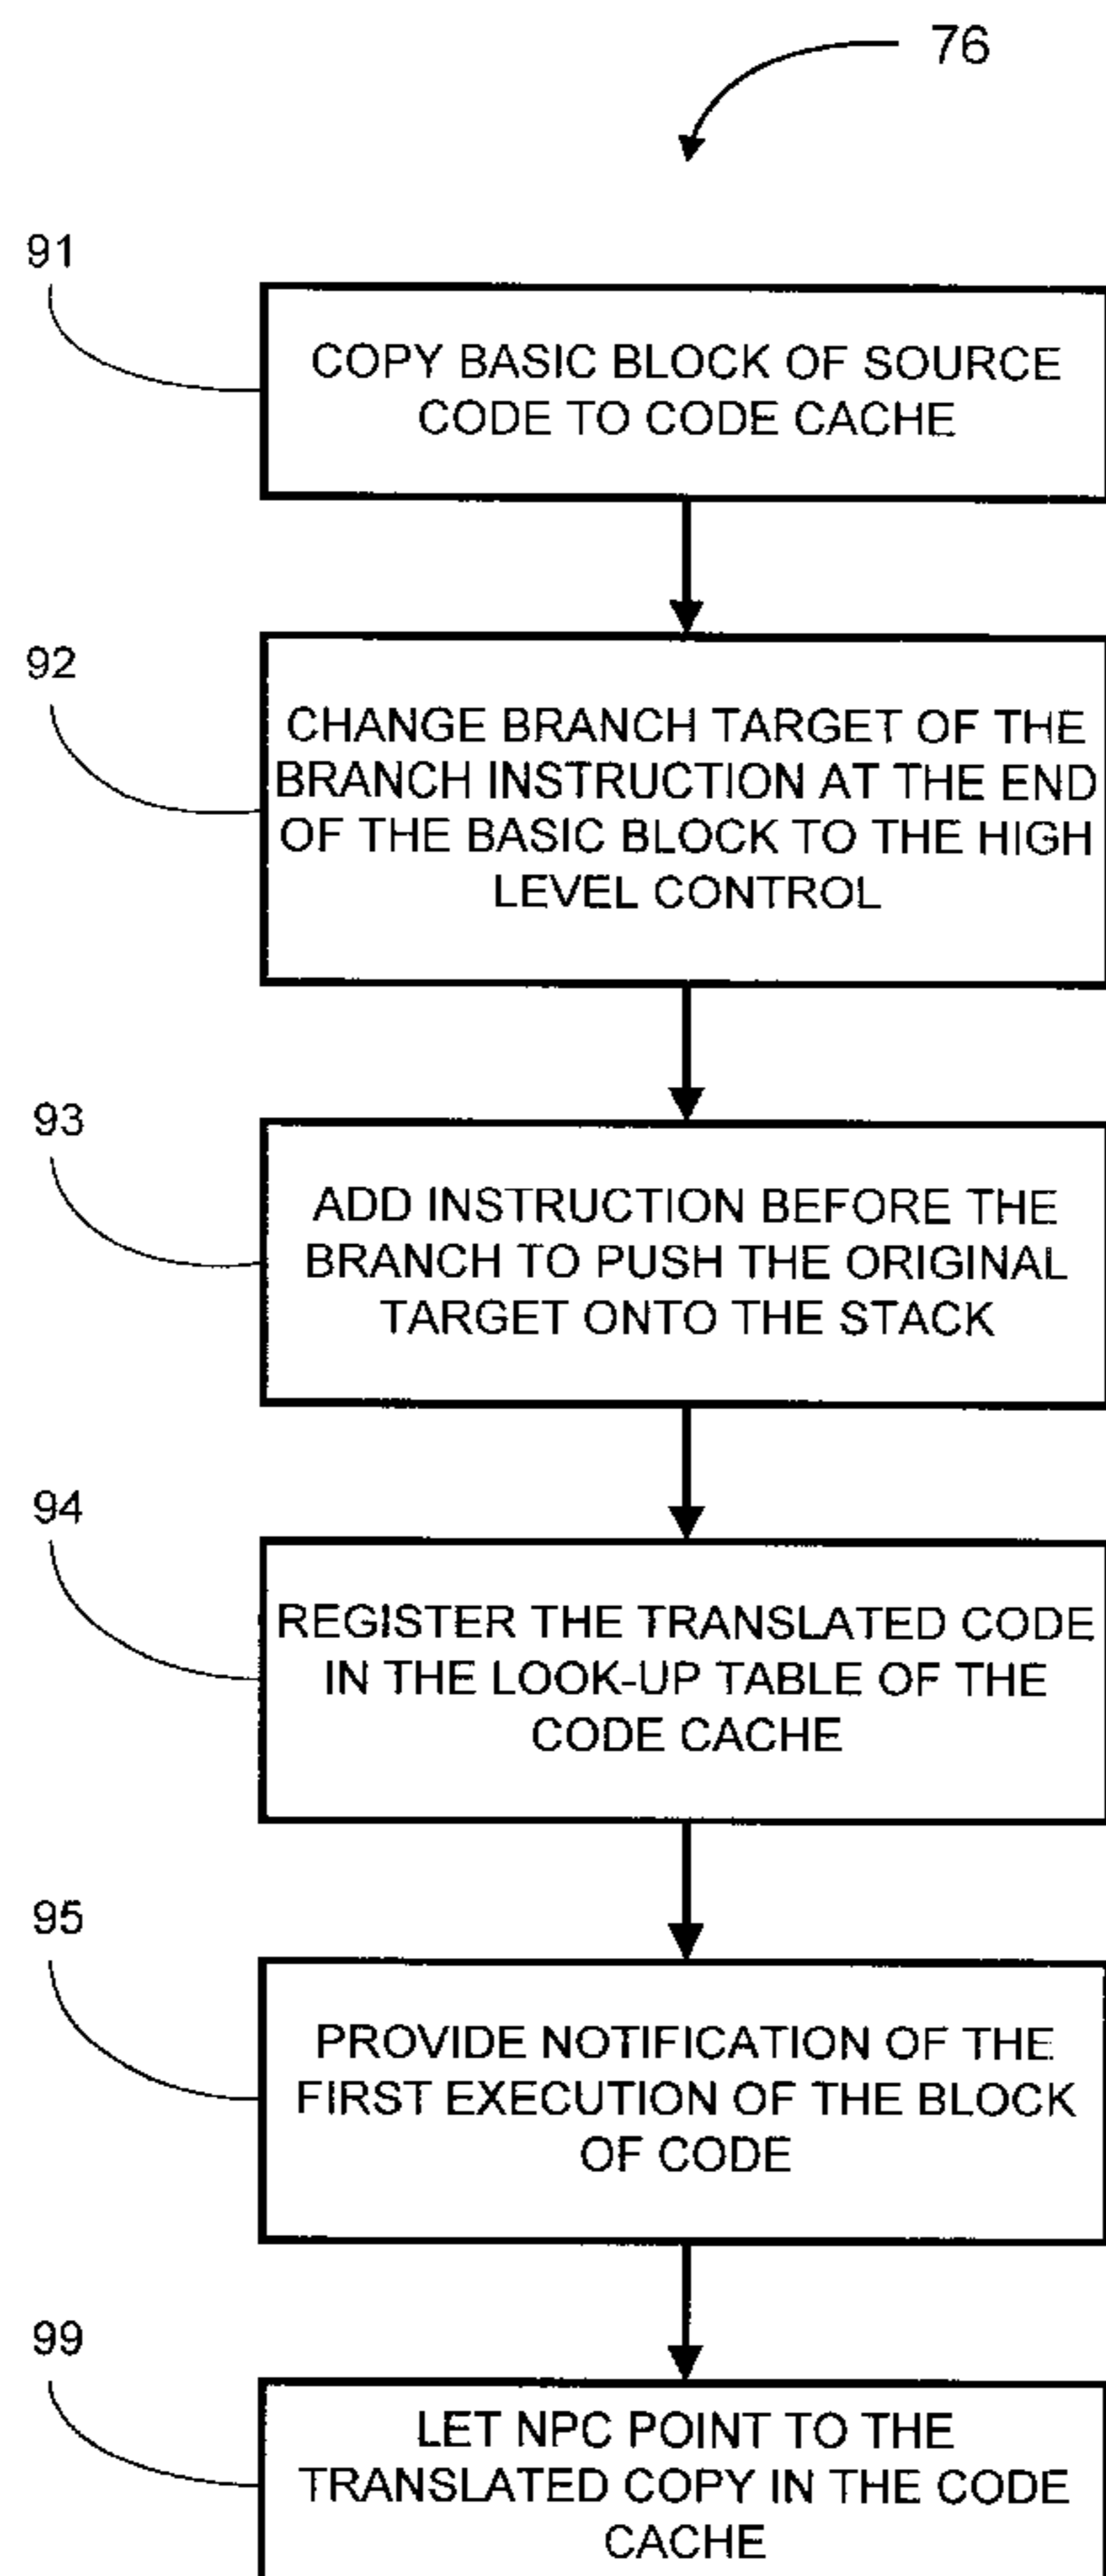 76
91
COPY BASIC BLOCK OF SOURCE
CODE TO CODE CACHE
92
CHANGE BRANCH TARGET OF THE
BRANCH INSTRUCTION AT THE END
OF THE BASIC BLOCK TO THE HIGH
LEVEL CONTROL
93
ADD INSTRUCTION BEFORE THE
BRANCH TO PUSH THE ORIGINAL
TARGET ONTO THE STACK
94
REGISTER THE TRANSLATED CODE
IN THE LOOK-UP TABLE OF THE
CODE CACHE
95
PROVIDE NOTIFICATION OF THE
FIRST EXECUTION OF THE BLOCK
OF CODE
99
LET NPC POINT TO THE
TRANSLATED COPY IN THE CODE
CACHE